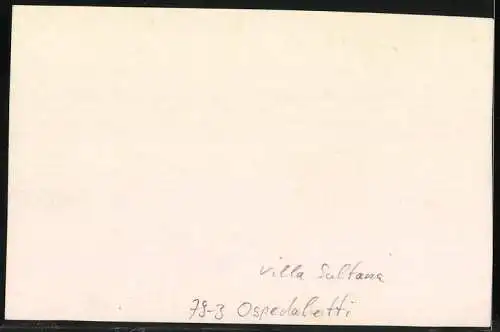 Villa Sultana
79-3 Ospedaletti